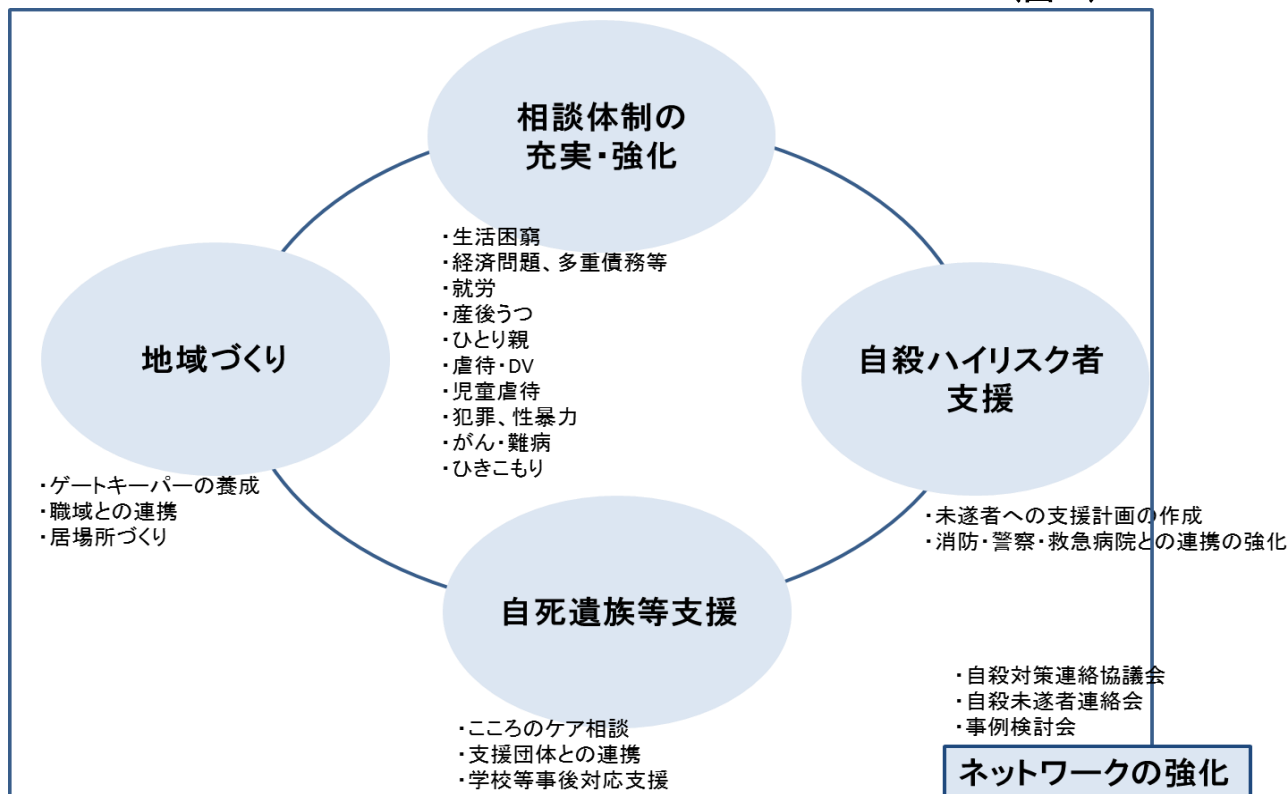 相談体制の
充実・強化
・生活困窮
・経済問題、多重債務等
・就労
・産後うつ
・ひとり親
・虐待・DV
・児童虐待
・犯罪、性暴力
・がん・難病
・ひきこもり
地域づくり
・ゲートキーパーの養成
・職域との連携
・居場所づくり
自殺ハイリスク者
支援
・未遂者への支援計画の作成
・消防・警察・救急病院との連携の強化
自死遺族等支援
・こころのケア相談
・支援団体との連携
・学校等事後対応支援
・自殺対策連絡協議会
・自殺未遂者連絡会
・事例検討会
ネットワークの強化